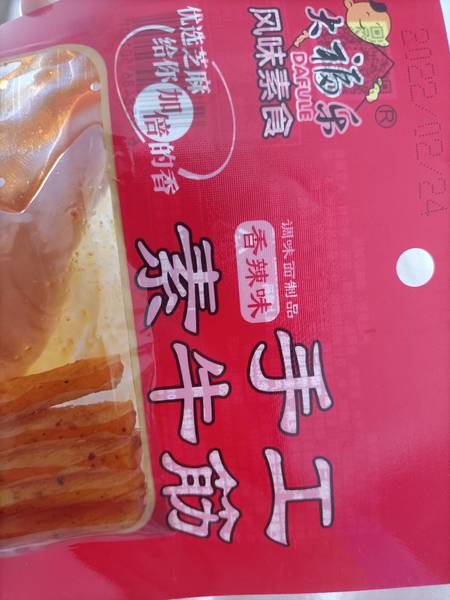 大福乐
®
DAFULE
风味素食
2022/12/24
优选芝麻
给你加倍的香
调味面制品
香辣味
手工
素牛筋